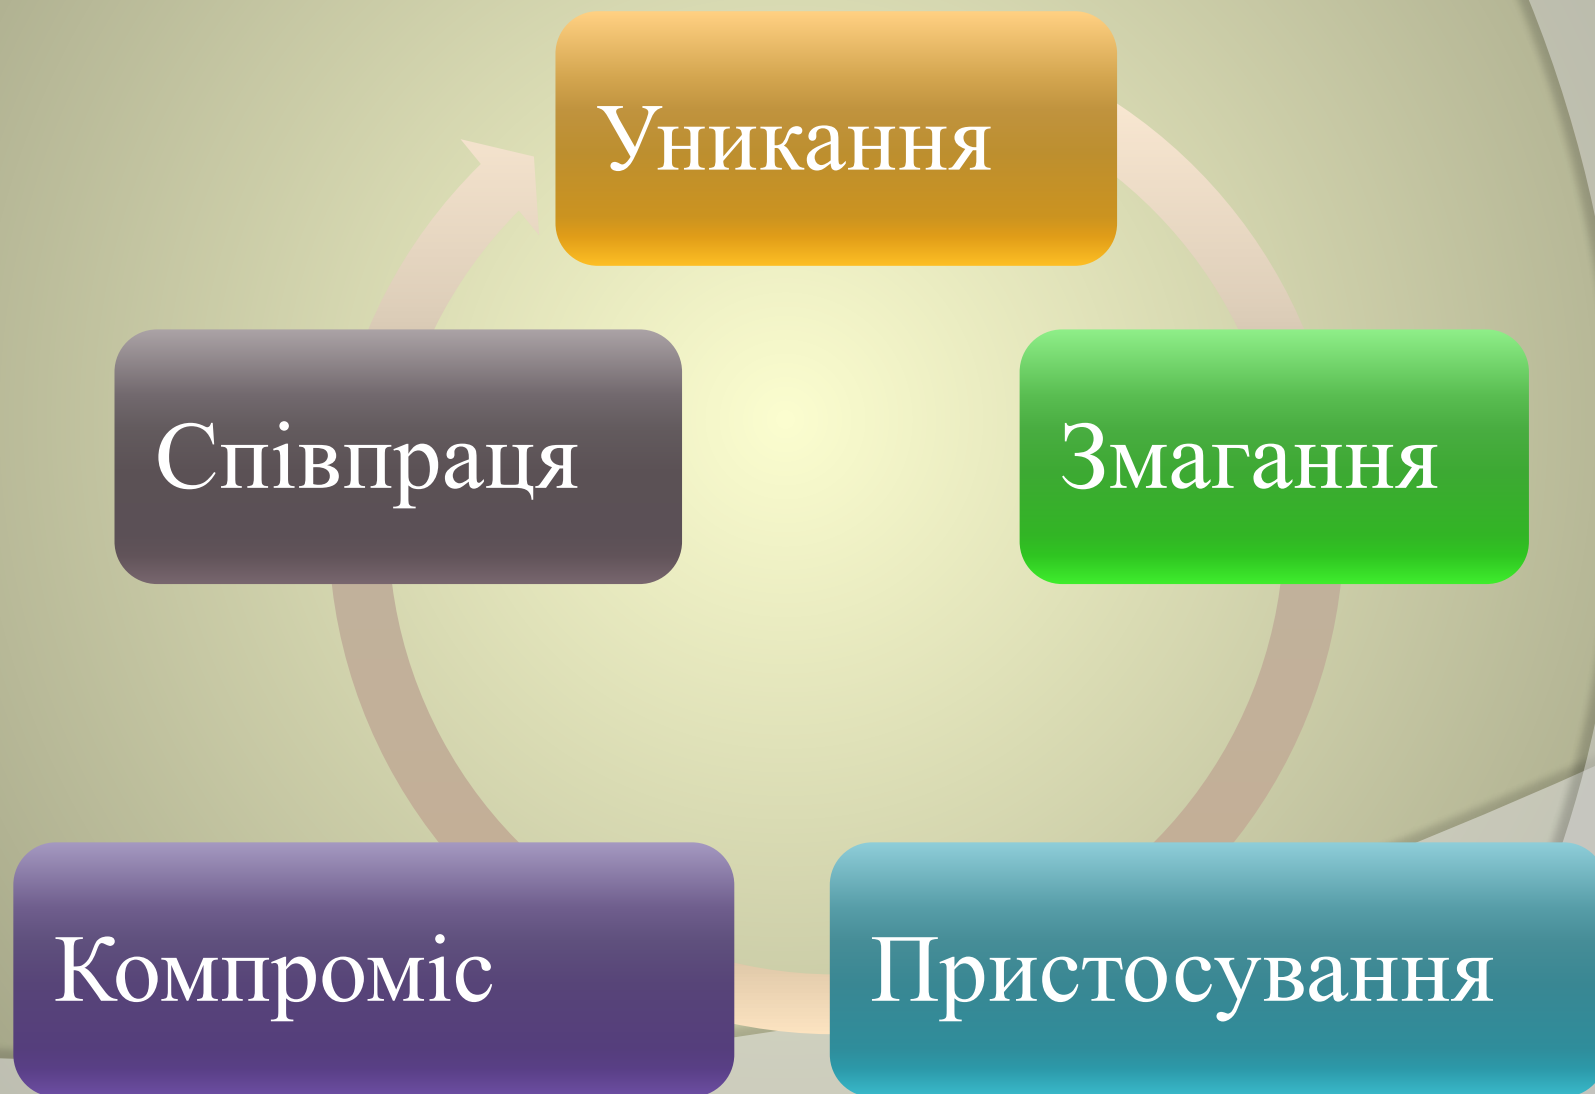 Уникання
Співпраця
Змагання
Компроміс
Пристосування